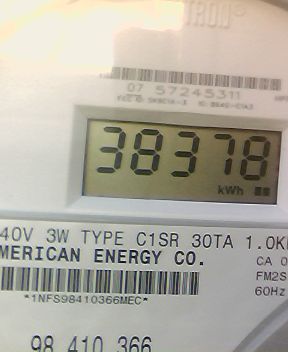 TRON®
07 57245311
38378
kWh
40V 3W TYPE C1SR 30TA 1.0K
MERICAN ENERGY CO.
CA 0
FM2S
60Hz
*1NFS98410366MEC*
98 410 366